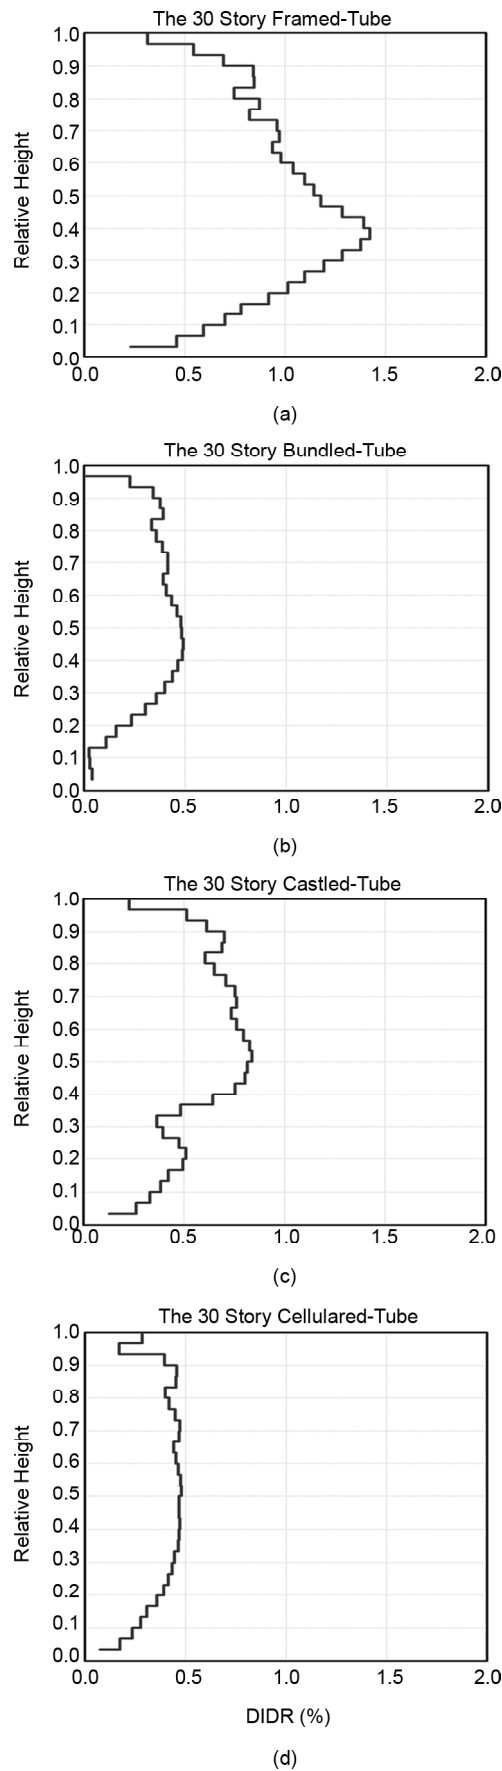 The 30 Story Framed-Tube
1.0
0.9
0.8
0.7
0.6
0.5
0.4
0.3
0.2
0.1
0.0
Relative Height
0.0 0.5 1.0 1.5 2.0
(a)
The 30 Story Bundled-Tube
1.0
0.9
0.8
0.7
0.6
0.5
0.4
0.3
0.2
0.1
0.0
Relative Height
0.0 0.5 1.0 1.5 2.0
(b)
The 30 Story Castled-Tube
1.0
0.9
0.8
0.7
0.6
0.5
0.4
0.3
0.2
0.1
0.0
Relative Height
0.0 0.5 1.0 1.5 2.0
(c)
The 30 Story Cellulared-Tube
1.0
0.9
0.8
0.7
0.6
0.5
0.4
0.3
0.2
0.1
0.0
Relative Height
0.0 0.5 1.0 1.5 2.0
DIDR (%)
(d)